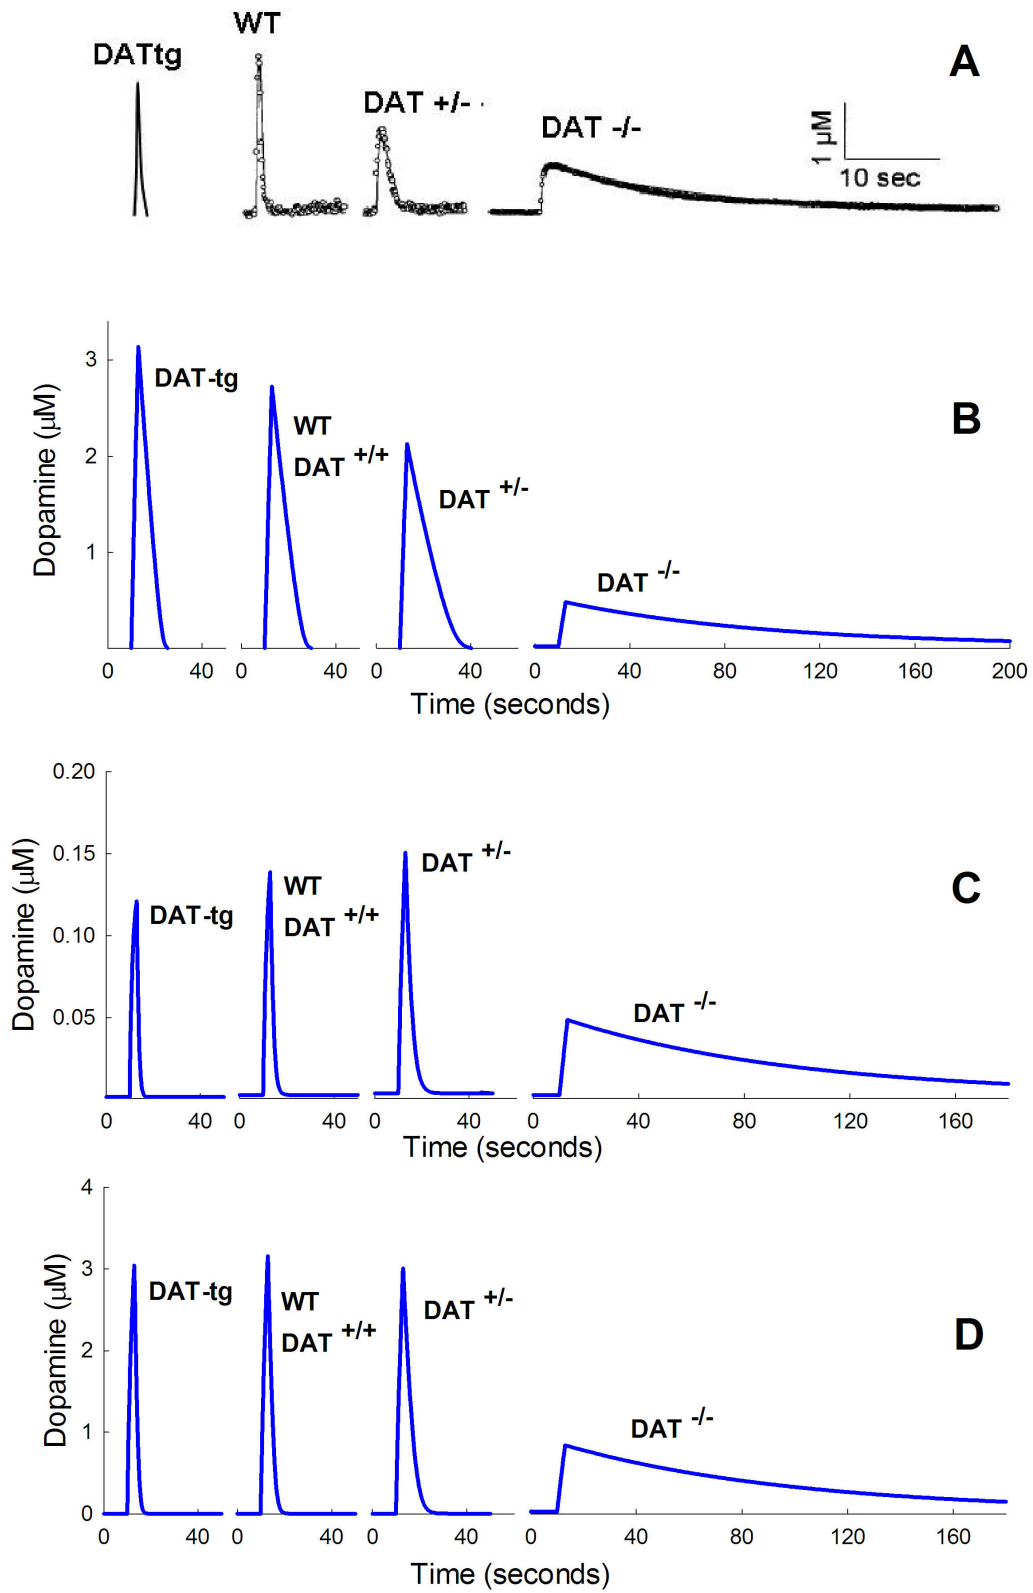 WT
A
DATtg
DAT +/-
DAT -/-
1 µM
10 sec
B
3
2
1
Dopamine (µM)
DAT-tg
WT
DAT +/+
DAT +/-
DAT -/-
0 40 0 40 0 40 0 40 80 120 160 200
Time (seconds)
C
0.20
0.15
0.10
0.05
Dopamine (µM)
DAT-tg
WT
DAT +/+
DAT +/-
DAT -/-
0 40 0 40 0 40 0 40 80 120 160
Time (seconds)
D
4
3
2
1
0
Dopamine (µM)
DAT-tg
WT
DAT +/+
DAT +/-
DAT -/-
0 40 0 40 0 40 0 40 80 120 160
Time (seconds)